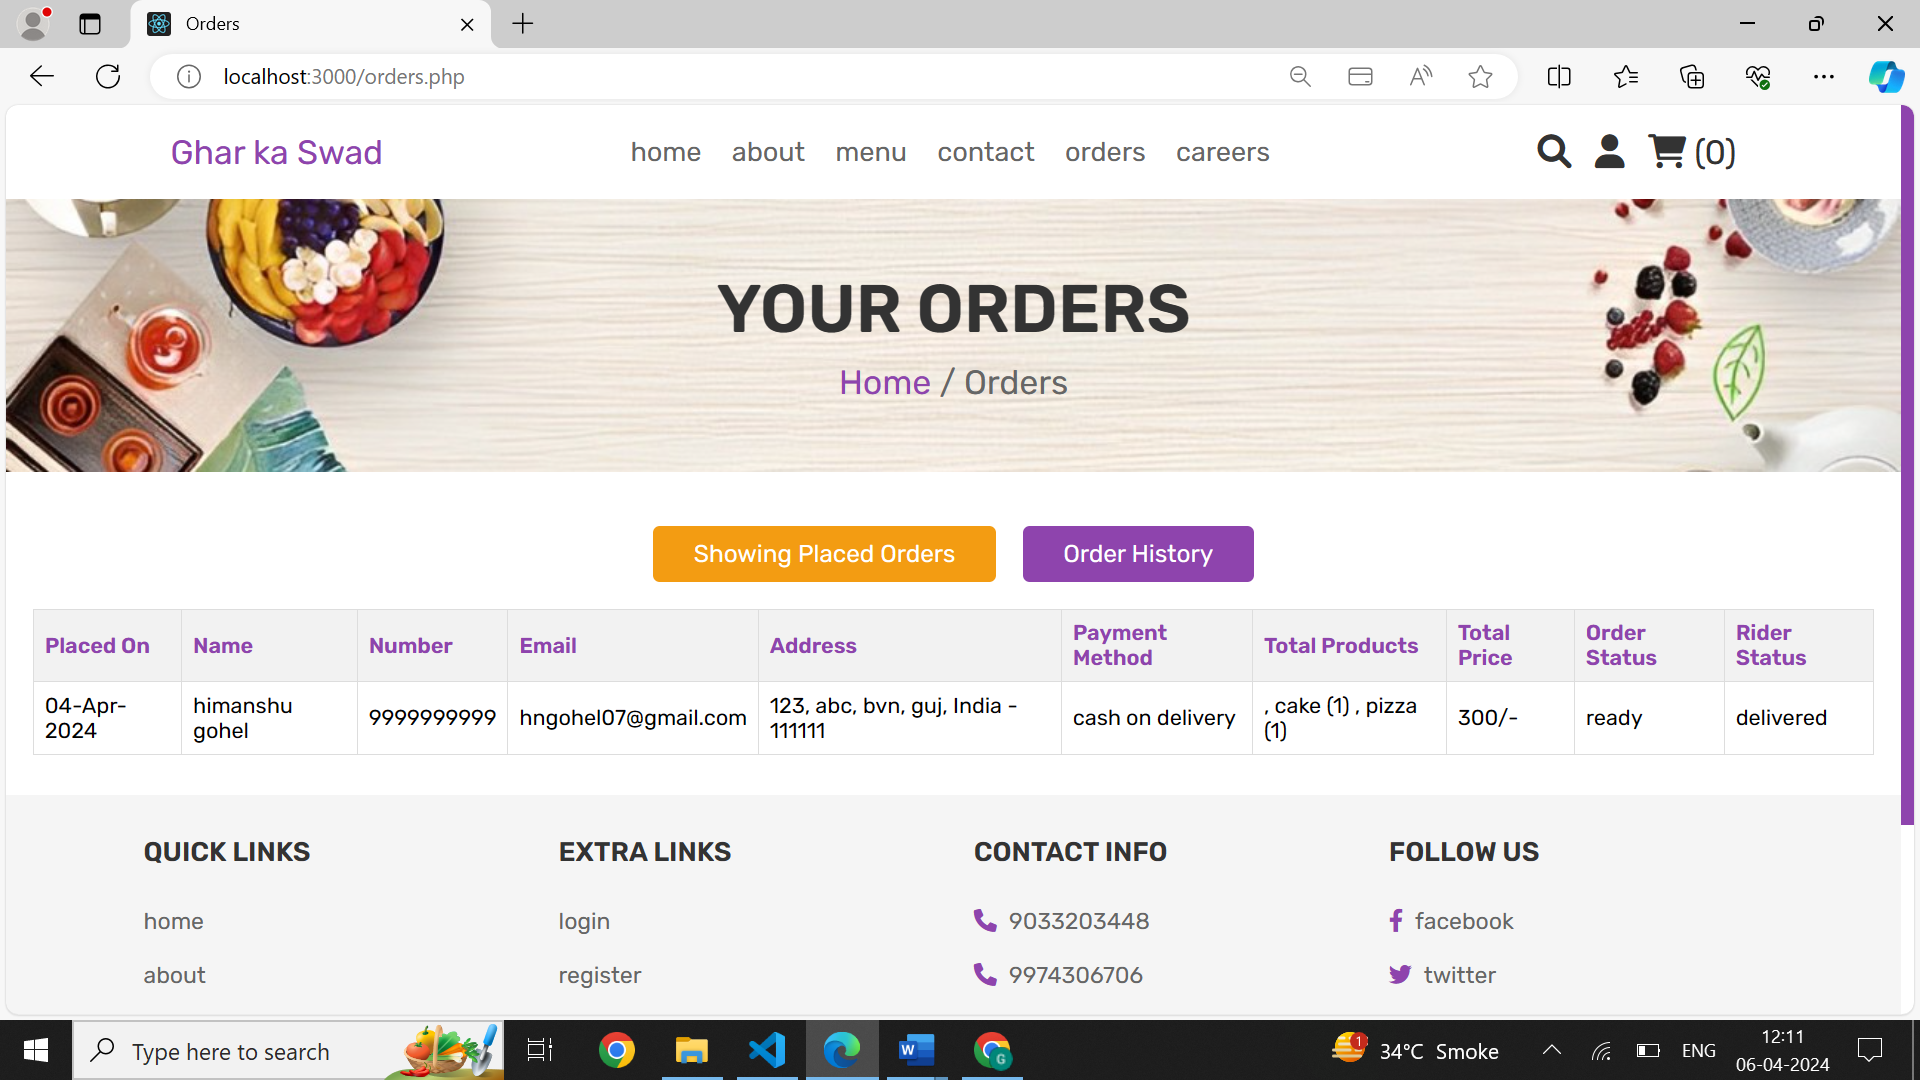 Orders
localhost:3000/orders.php
Ghar ka Swad
home about menu contact orders careers
(0)
YOUR ORDERS
Home / Orders
Showing Placed Orders
Order History
Placed On Name Number Email Address Payment Method Total Products Total Price Order Status Rider Status
04-Apr-2024 himanshu gohel 9999999999 hngohel07@gmail.com 123, abc, bvn, guj, India - 111111 cash on delivery , cake (1) , pizza (1) 300/- ready delivered
QUICK LINKS EXTRA LINKS CONTACT INFO FOLLOW US
home login 9033203448 facebook
about register 9974306706 twitter
Type here to search
1
34°C Smoke
ENG
12:11
06-04-2024
W
G